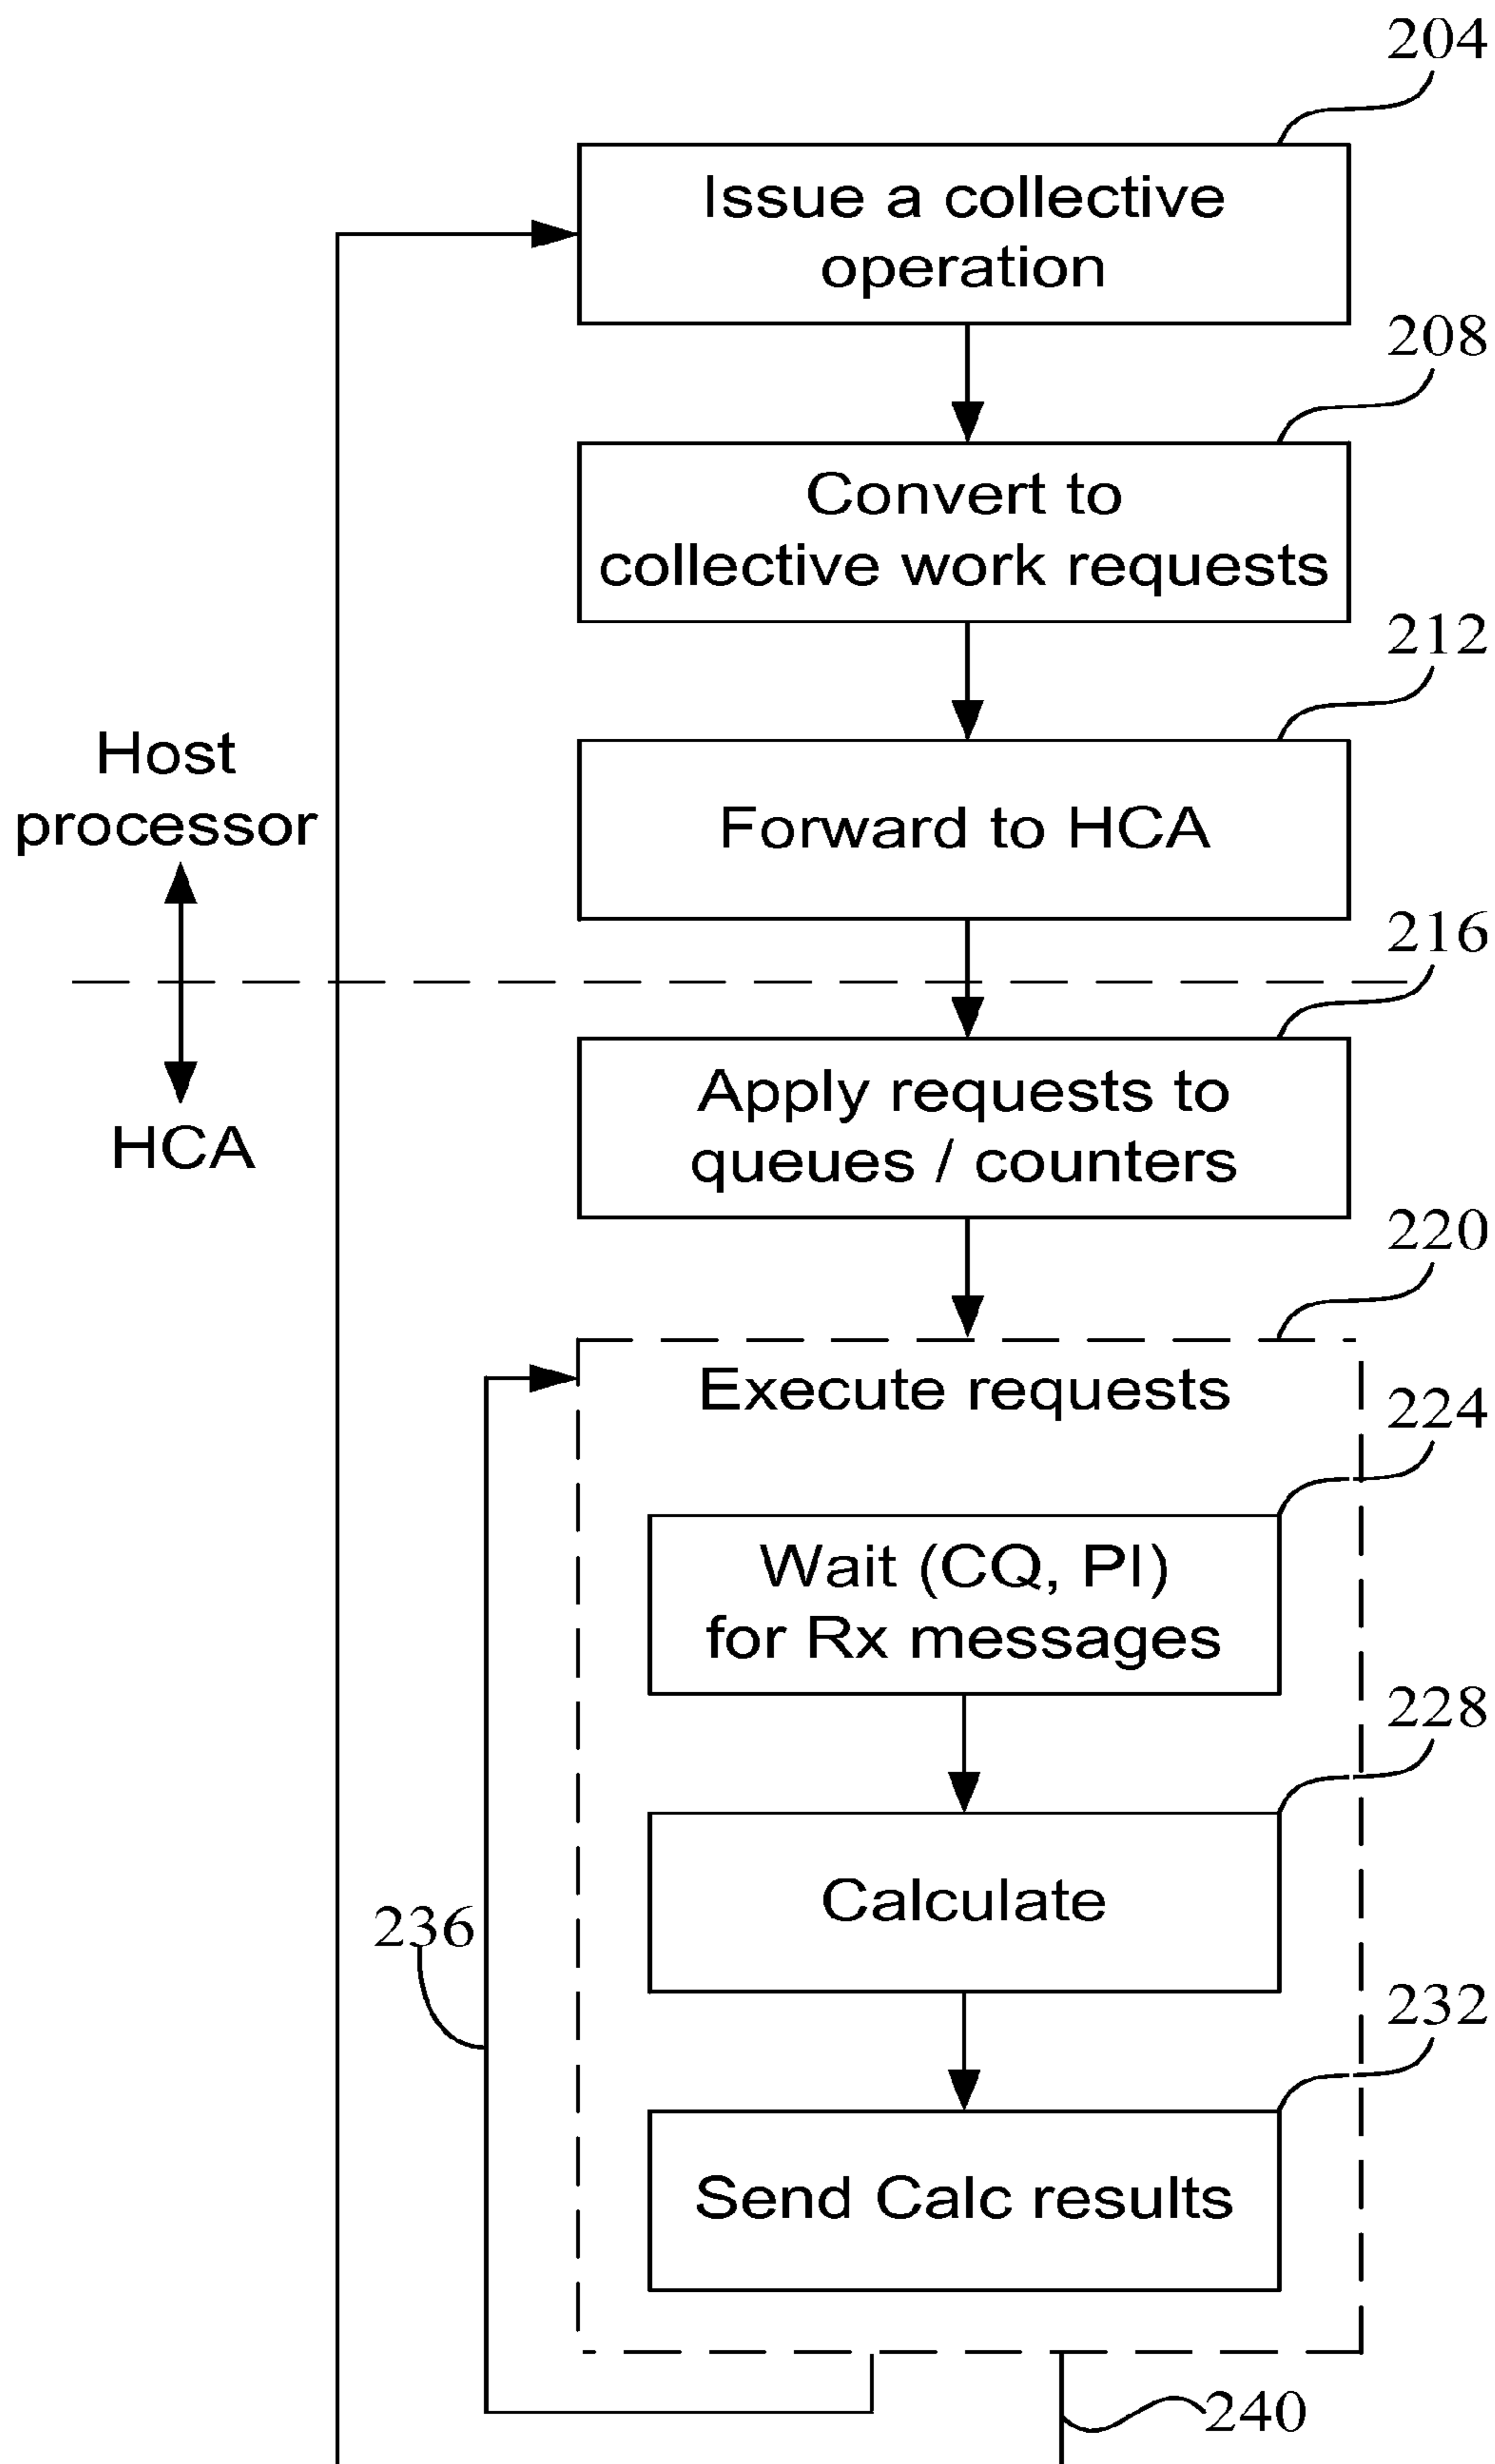 204
Issue a collective
operation
208
Convert to
collective work requests
212
Host
processor
Forward to HCA
216
HCA
Apply requests to
queues / counters
220
Execute requests
224
Wait (CQ, PI)
for Rx messages
228
Calculate
236
232
Send Calc results
240